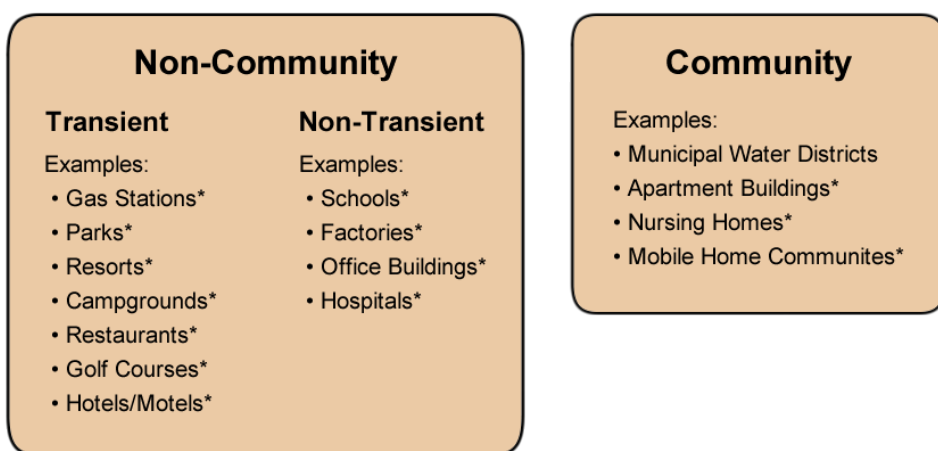 Non-Community
Transient
Examples:
• Gas Stations*
• Parks*
• Resorts*
• Campgrounds*
• Restaurants*
• Golf Courses*
• Hotels/Motels*
Non-Transient
Examples:
• Schools*
• Factories*
• Office Buildings*
• Hospitals*
Community
Examples:
• Municipal Water Districts
• Apartment Buildings*
• Nursing Homes*
• Mobile Home Communites*